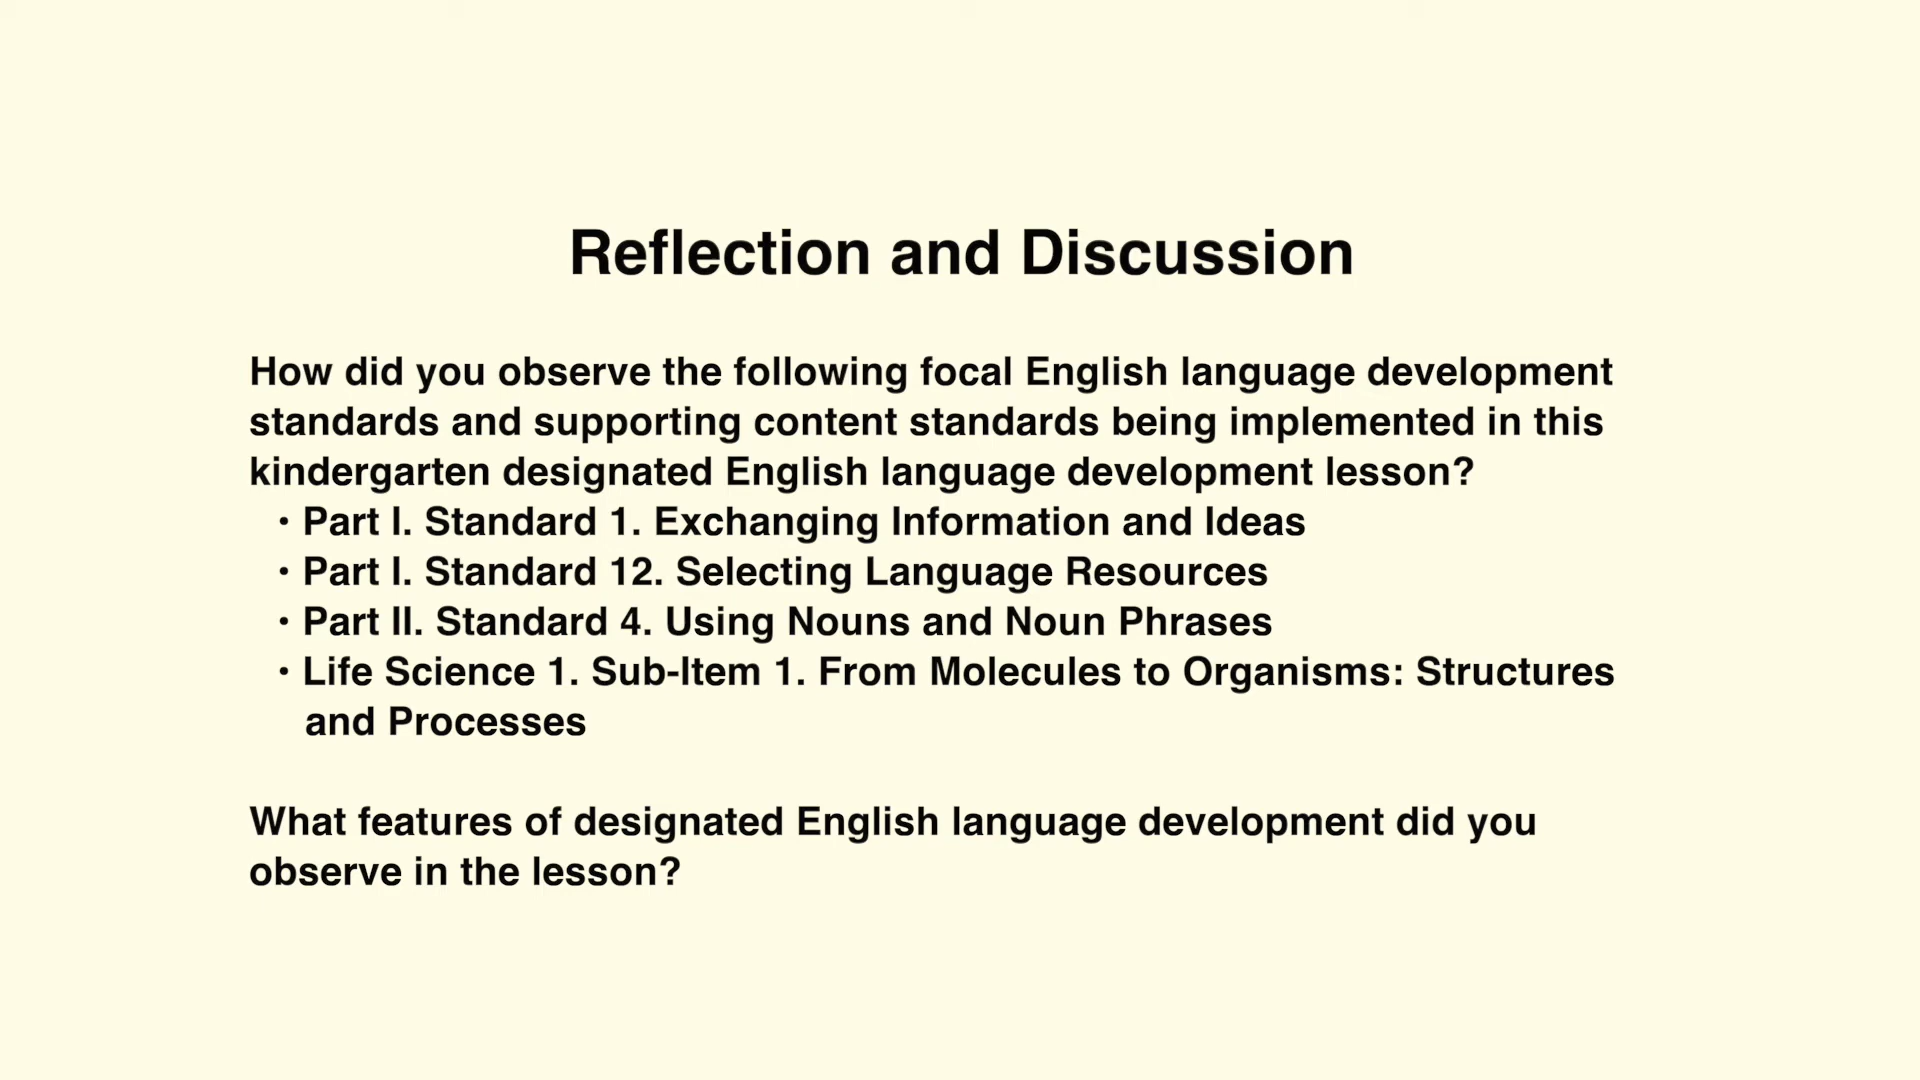 Reflection and Discussion
How did you observe the following focal English language development
standards and supporting content standards being implemented in this
kindergarten designated English language development lesson?
• Part I. Standard 1. Exchanging Information and Ideas
• Part I. Standard 12. Selecting Language Resources
• Part II. Standard 4. Using Nouns and Noun Phrases
• Life Science 1. Sub-Item 1. From Molecules to Organisms: Structures
and Processes
What features of designated English language development did you
observe in the lesson?